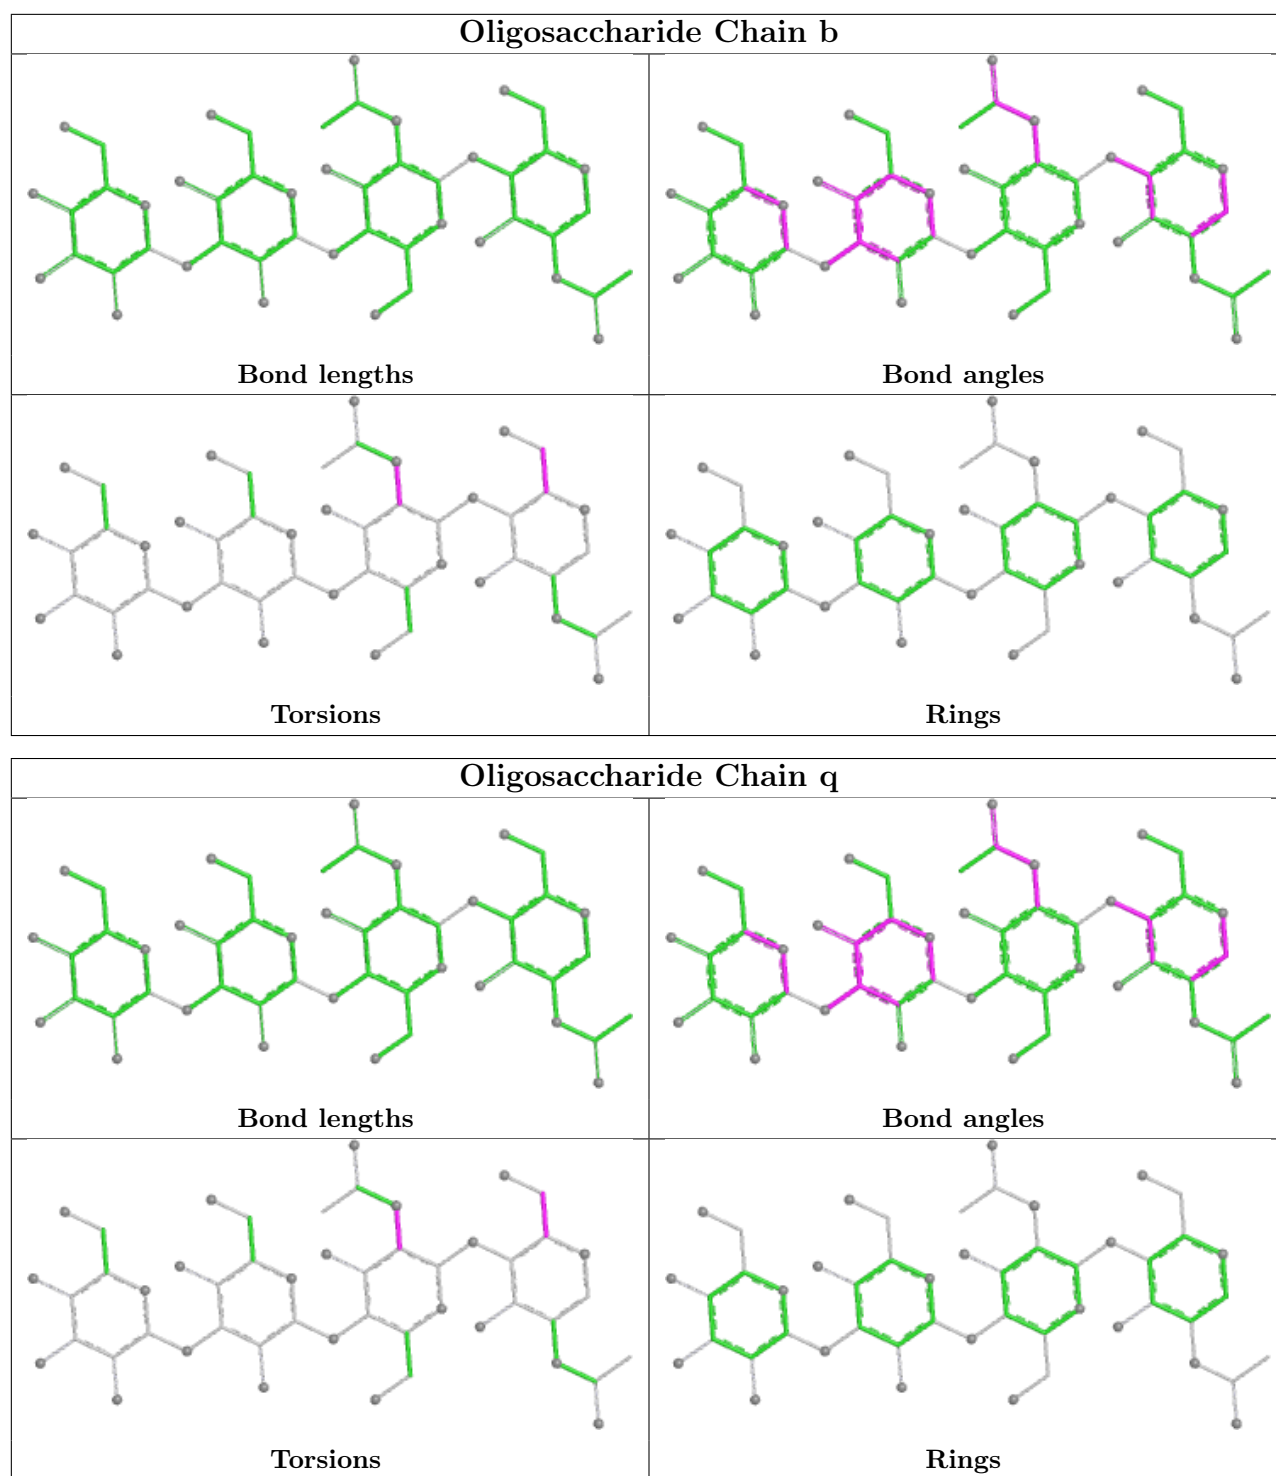 Oligosaccharide Chain b
Bond lengths
Bond angles
Torsions
Rings
Oligosaccharide Chain q
Bond lengths
Bond angles
Torsions
Rings